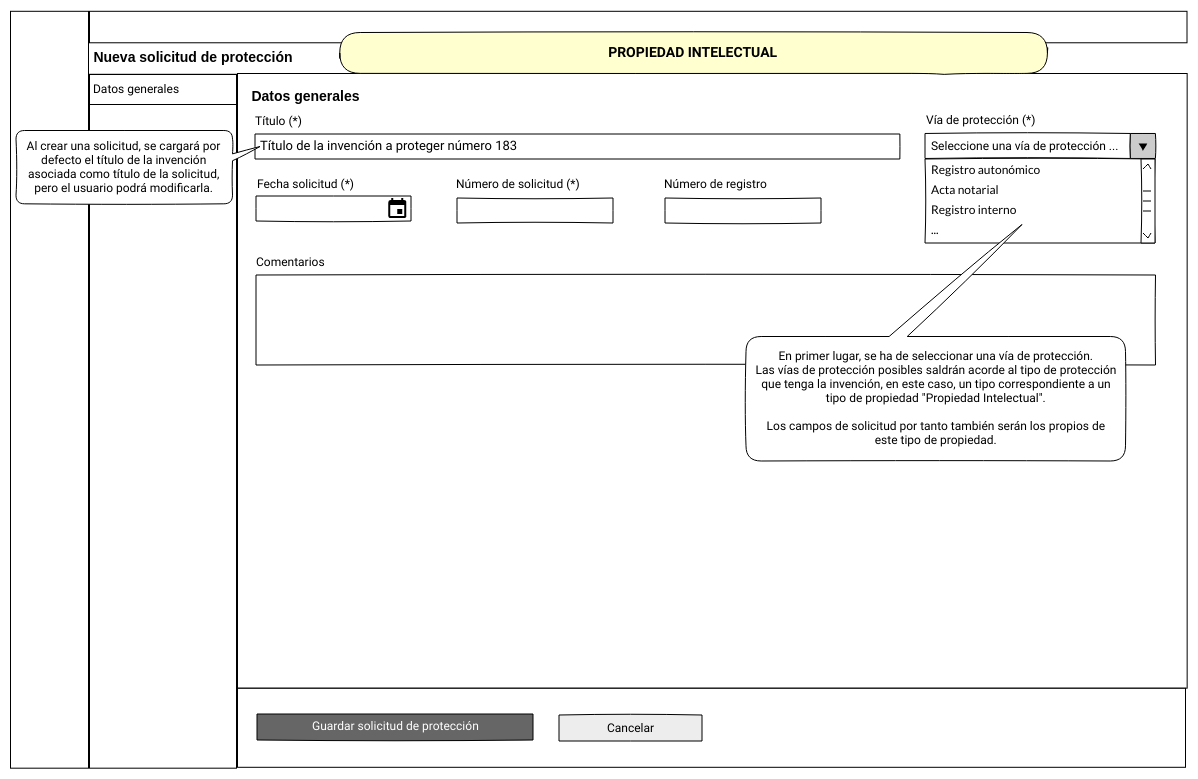 PROPIEDAD INTELECTUAL
Nueva solicitud de protección
Datos generales
Datos generales
Título (*)
Vía de protección (*)
Título de la invención a proteger número 183
Seleccione una vía de protección ...
Al crear una solicitud, se cargará por
defecto el título de la invención
asociada como título de la solicitud,
pero el usuario podrá modificarla.
Registro autonómico
Acta notarial
Registro interno
...
Fecha solicitud (*)
Número de solicitud (*)
Número de registro
Comentarios
En primer lugar, se ha de seleccionar una vía de protección.
Las vías de protección posibles saldrán acorde al tipo de protección
que tenga la invención, en este caso, un tipo correspondiente a un
tipo de propiedad "Propiedad Intelectual".
Los campos de solicitud por tanto también serán los propios de
este tipo de propiedad.
Guardar solicitud de protección
Cancelar